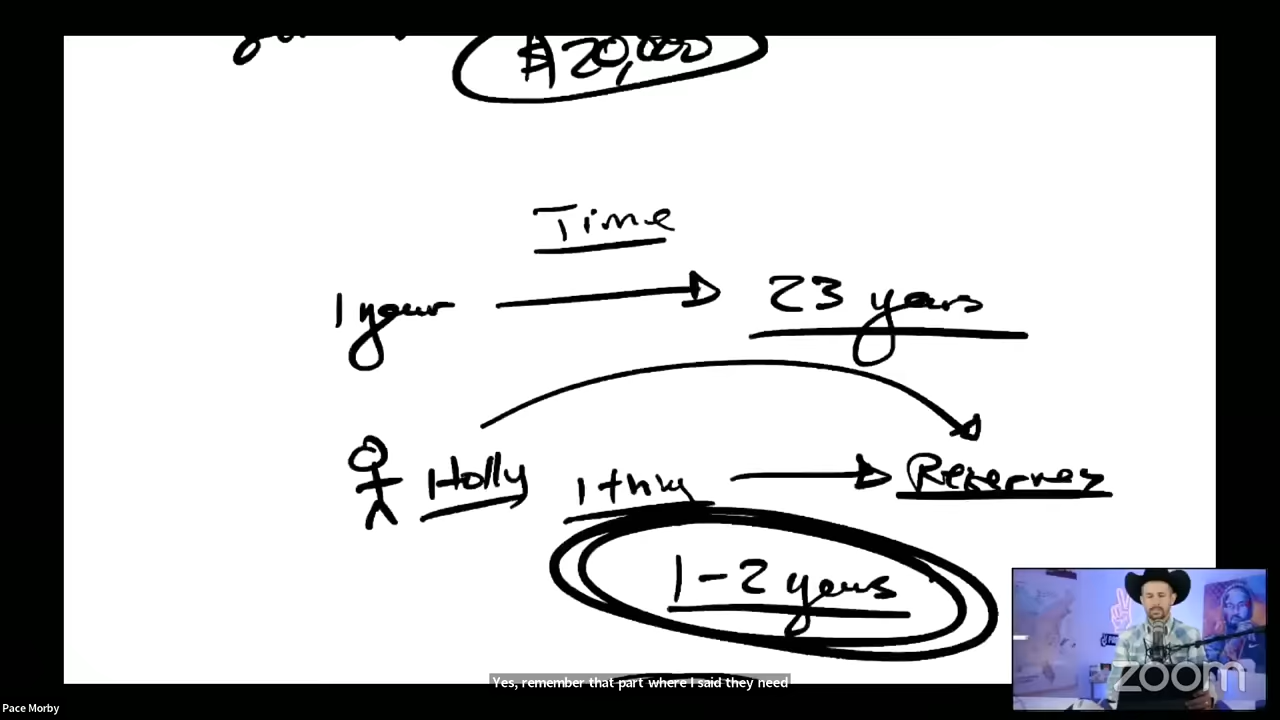 $20,000
Time
1 year
23 years
Holly 1 thing Reserves
1-2 years
zoom
Yes, remember that part where I said they need
Pace Morby